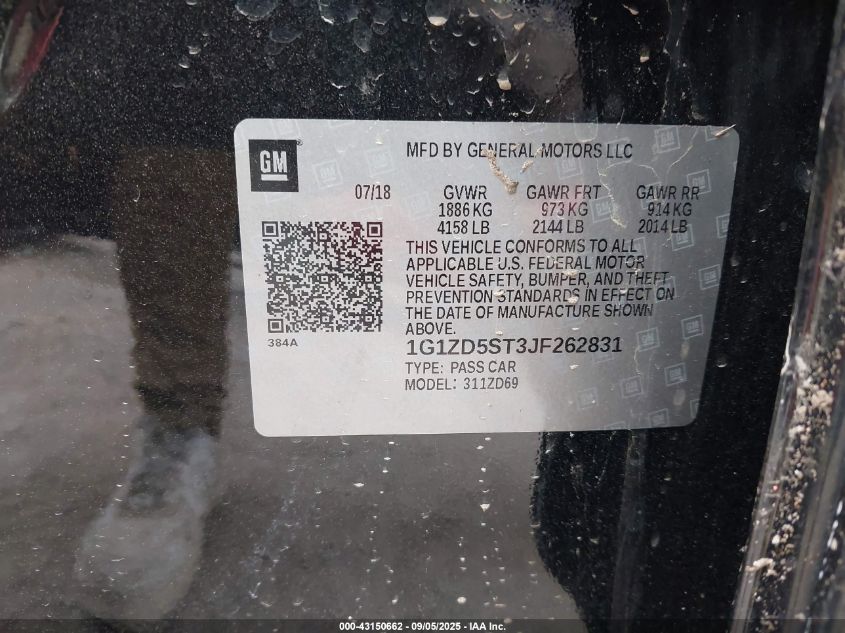 GM
MFD BY GENERAL MOTORS LLC
07/18 GVWR GAWR FRT GAWR RR
1886 KG 973 KG 914 KG
4158 LB 2144 LB 2014 LB
THIS VEHICLE CONFORMS TO ALL
APPLICABLE U.S. FEDERAL MOTOR
VEHICLE SAFETY, BUMPER, AND THEFT
PREVENTION STANDARDS IN EFFECT ON
THE DATE OF MANUFACTURE SHOWN
ABOVE.
384A
1G1ZD5ST3JF262831
TYPE: PASS CAR
MODEL: 311ZD69
000-43150662 - 09/05/2025 - IAA Inc.